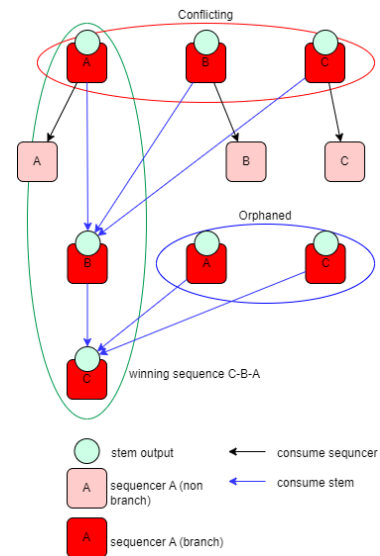 Conflicting
A
B
C
A
B
C
Orphaned
B
A
C
C
winning sequence C-B-A
stem output
consume sequncer
A
sequencer A (non
branch)
consume stem
A
sequencer A (branch)